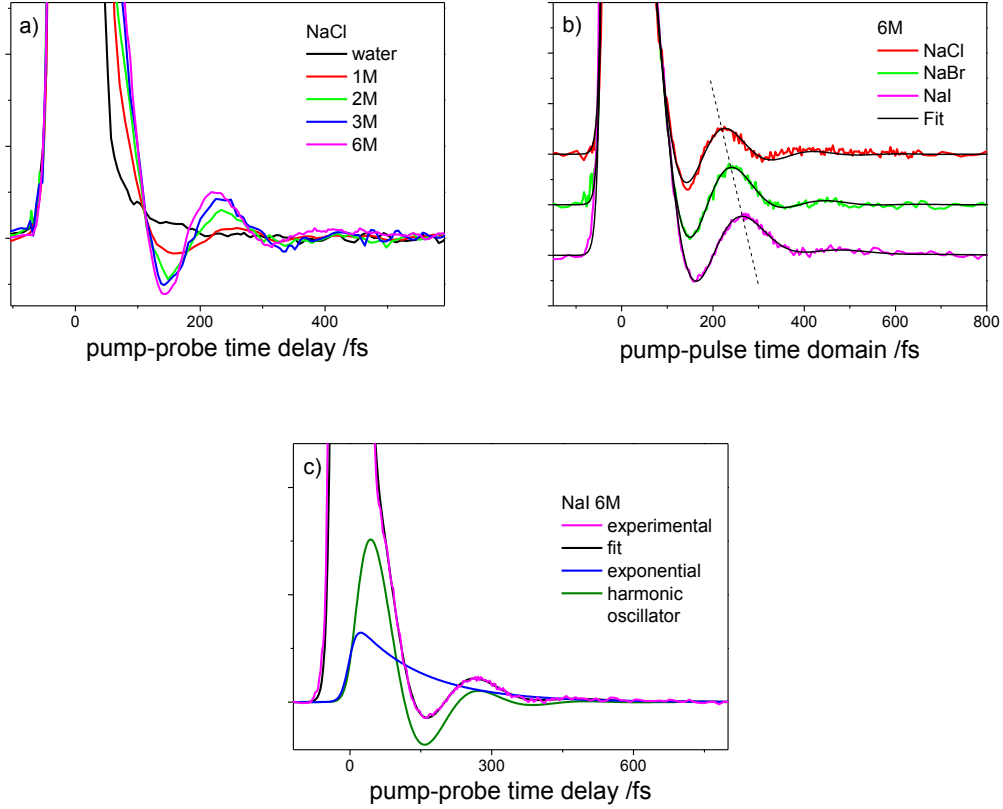 a)
NaCl
water
1M
2M
3M
6M
0
200
400
pump-probe time delay /fs
b)
6M
NaCl
NaBr
NaI
Fit
0
200
400
600
800
pump-pulse time domain /fs
c)
NaI 6M
experimental
fit
exponential
harmonic
oscillator
0
300
600
pump-probe time delay /fs